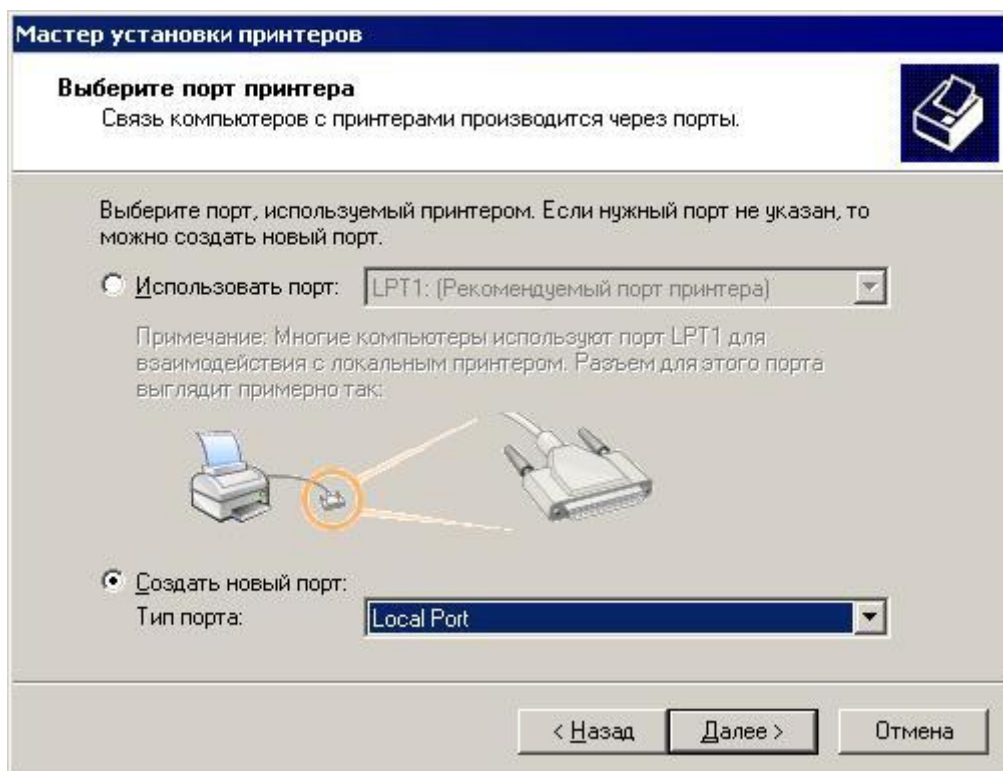 Мастер установки принтеров
Выберите порт принтера
Связь компьютеров с принтерами производится через порты.
Выберите порт, используемый принтером. Если нужный порт не указан, то
можно создать новый порт.
Использовать порт: LPT1: (Рекомендуемый порт принтера)
Примечание: Многие компьютеры используют порт LPT1 для
взаимодействия с локальным принтером. Разъем для этого порта
выглядит примерно так:
Создать новый порт:
Тип порта: Local Port
< Назад Далее > Отмена